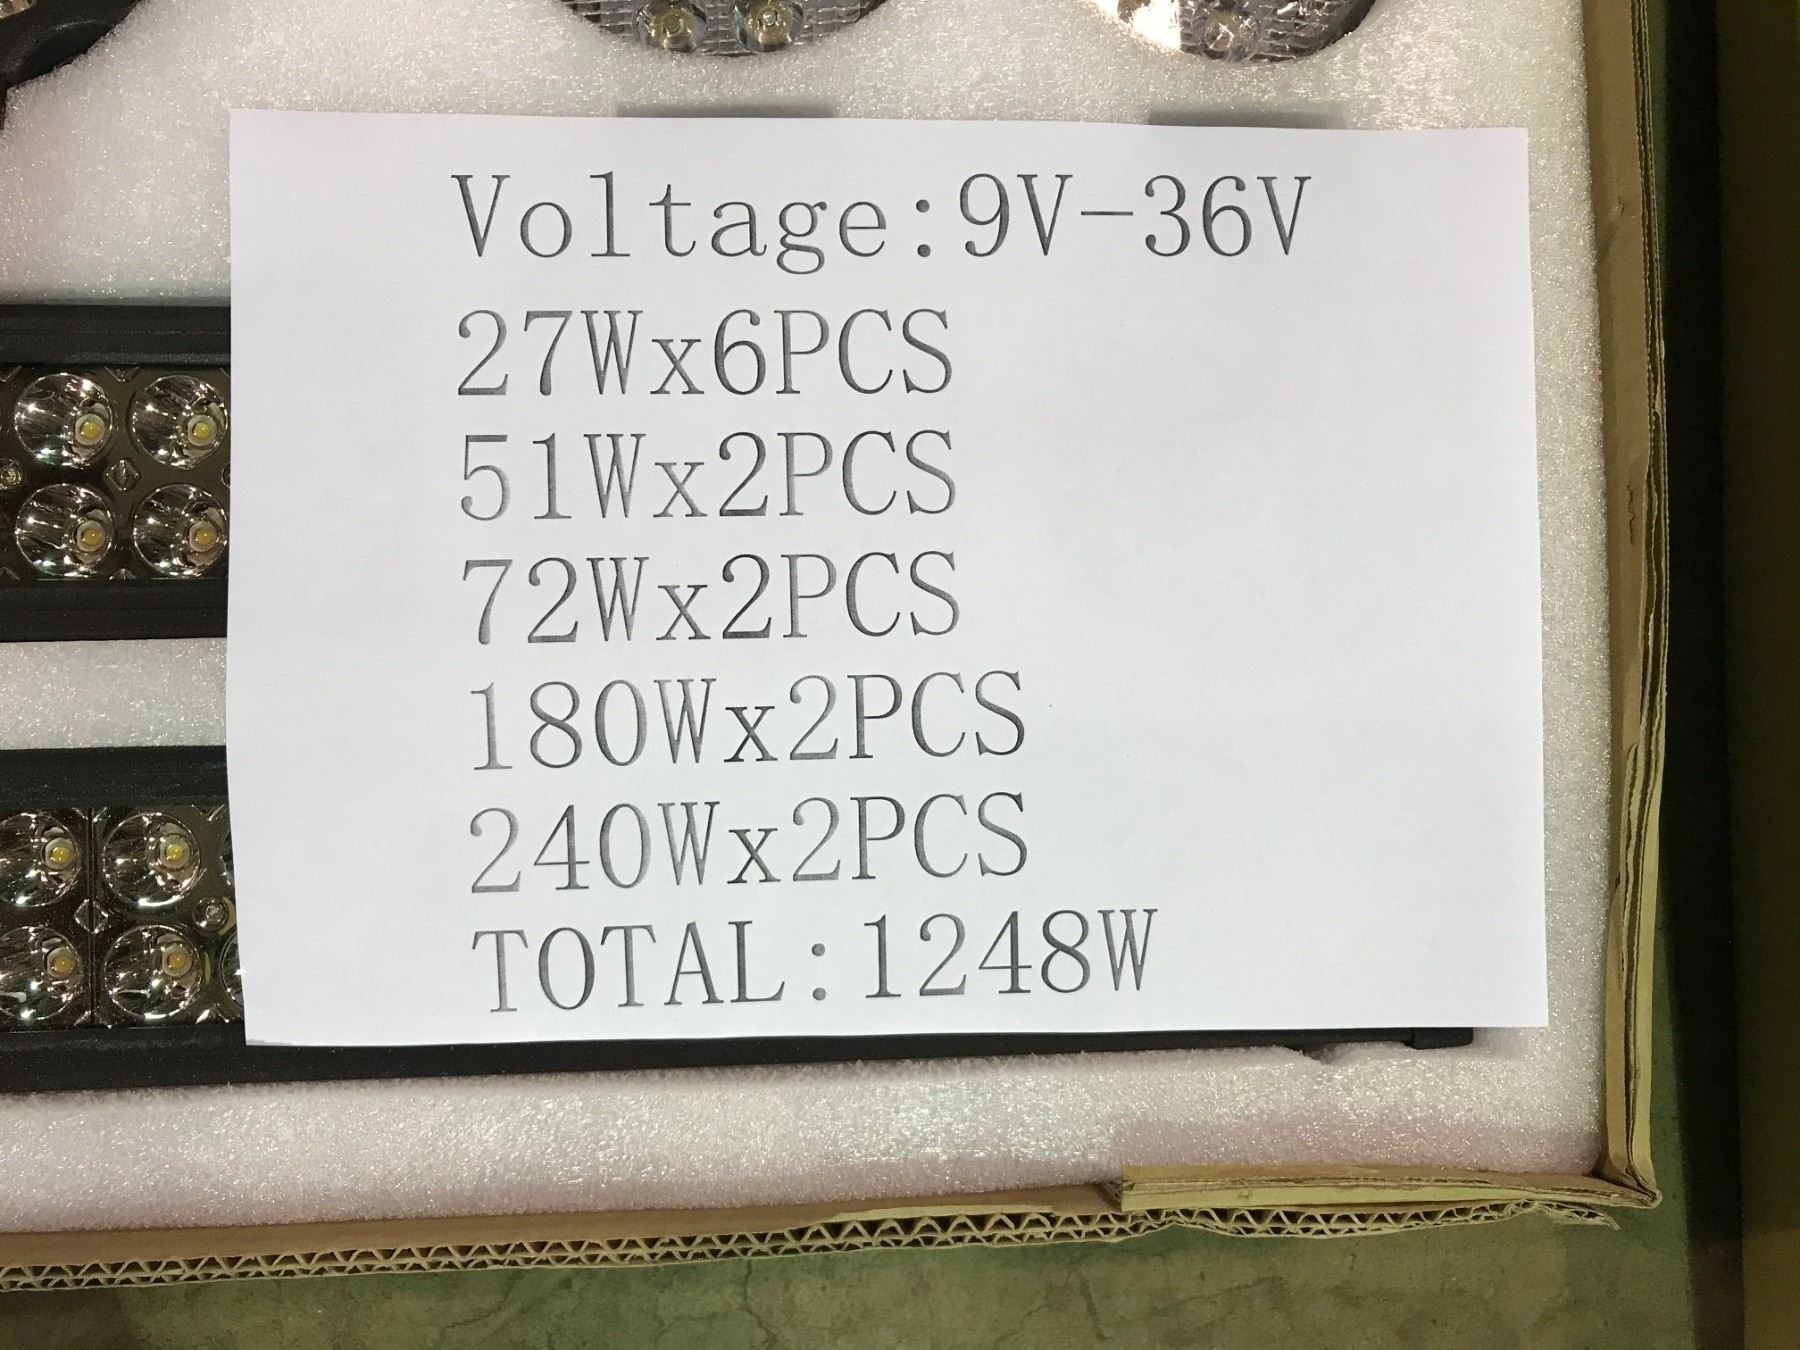 Voltage:9V-36V
27Wx6PCS
51Wx2PCS
72Wx2PCS
180Wx2PCS
240Wx2PCS
TOTAL:1248W